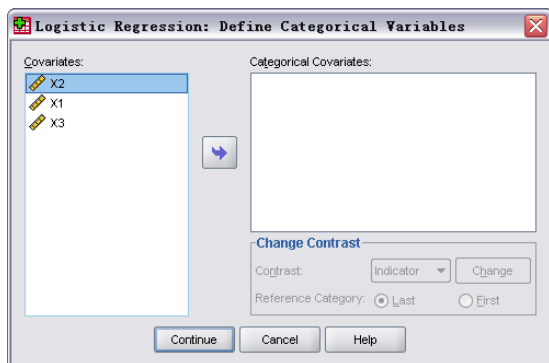 Logistic Regression: Define Categorical Variables
Covariates:
X2
X1
X3
Categorical Covariates:
Change Contrast
Contrast:
Indicator
Change
Reference Category:
Last
First
Continue
Cancel
Help